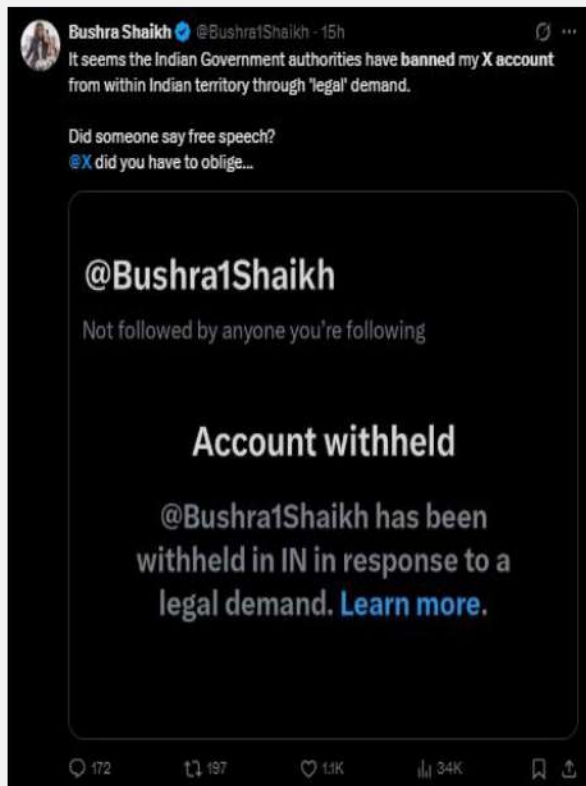 Bushra Shaikh @Bushra1Shaikh · 15h
It seems the Indian Government authorities have banned my X account
from within Indian territory through 'legal' demand.
Did someone say free speech?
@X did you have to oblige...
@Bushra1Shaikh
Not followed by anyone you're following
Account withheld
@Bushra1Shaikh has been
withheld in IN in response to a
legal demand. Learn more.
172 197 1.1K 34K